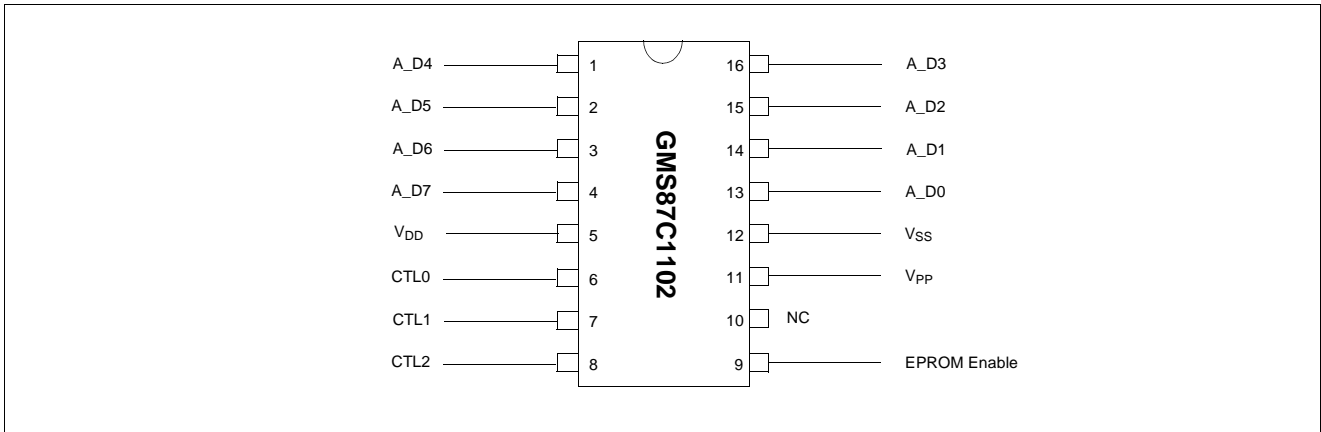 A_D4 1 16 A_D3
A_D5 2 15 A_D2
A_D6 3 14 A_D1
A_D7 4 13 A_D0
VDD 5 12 VSS
CTL0 6 11 VPP
CTL1 7 10 NC
CTL2 8 9 EPROM Enable
GMS87C1102